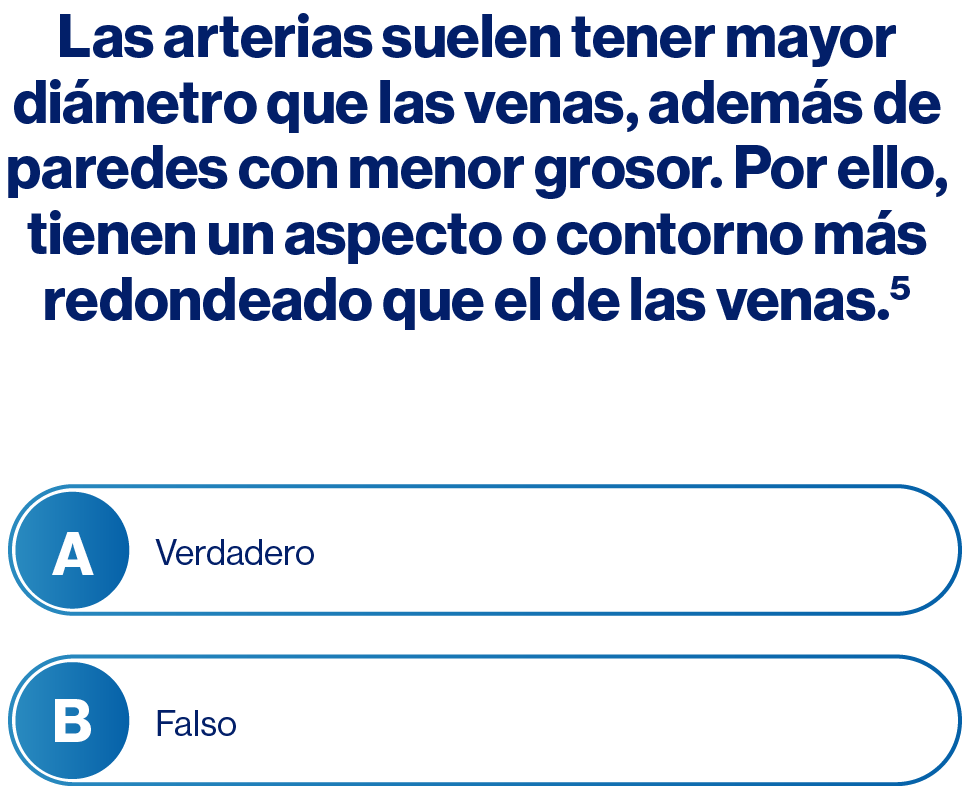 Las arterias suelen tener mayor
diámetro que las venas, además de
paredes con menor grosor. Por ello,
tienen un aspecto o contorno más
redondeado que el de las venas.⁵
A Verdadero
B Falso